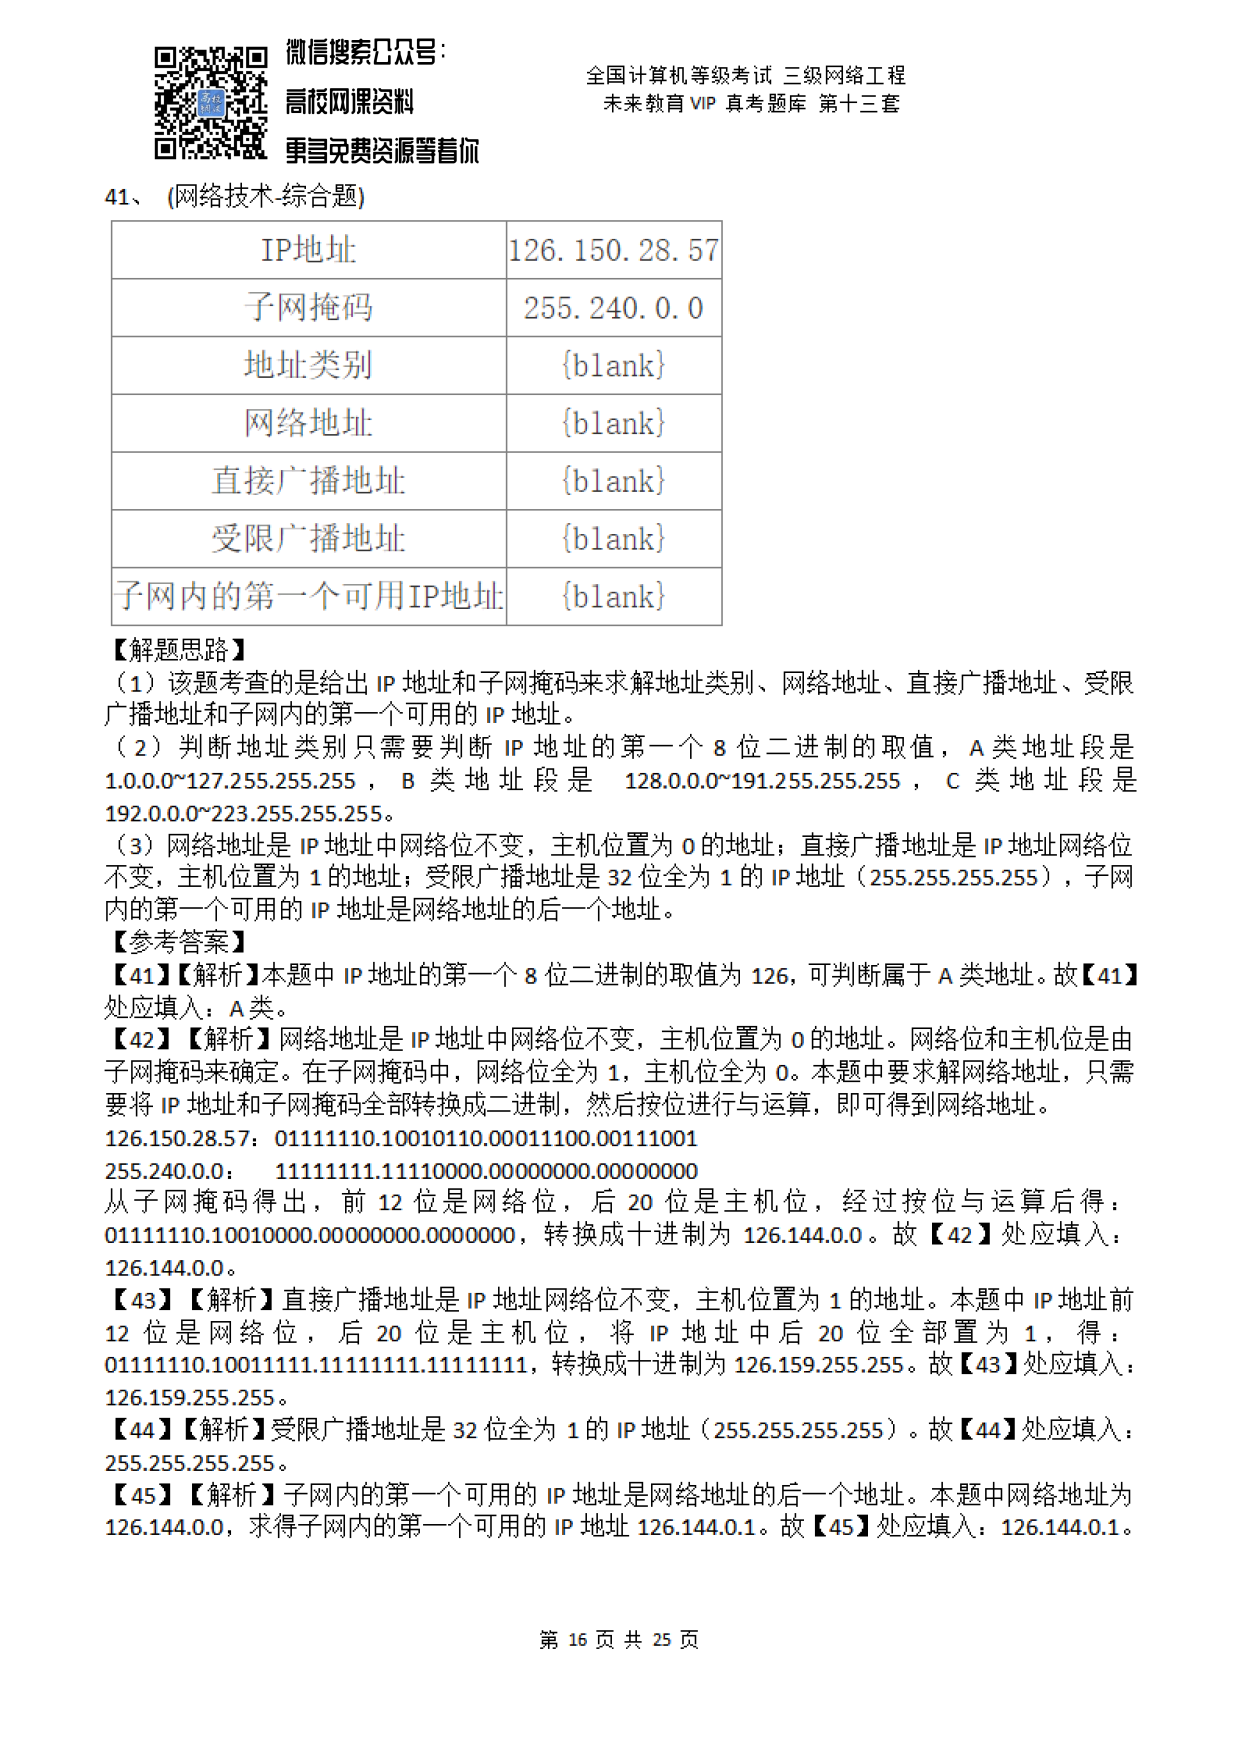 微信搜索公众号：
高校网课资料
更多免费资源等着你
全国计算机等级考试 三级网络工程
未来教育 VIP 真考题库 第十三套
41、 (网络技术-综合题)
IP地址 126.150.28.57
子网掩码 255.240.0.0
地址类别 {blank}
网络地址 {blank}
直接广播地址 {blank}
受限广播地址 {blank}
子网内的第一个可用IP地址 {blank}
【解题思路】
（1）该题考查的是给出 IP 地址和子网掩码来求解地址类别、网络地址、直接广播地址、受限
广播地址和子网内的第一个可用的 IP 地址。
（2）判断地址类别只需要判断 IP 地址的第一个 8 位二进制的取值，A 类地址段是
1.0.0.0~127.255.255.255，B 类地址段是 128.0.0.0~191.255.255.255，C 类地址段是
192.0.0.0~223.255.255.255。
（3）网络地址是 IP 地址中网络位不变，主机位置为 0 的地址；直接广播地址是 IP 地址网络位
不变，主机位置为 1 的地址；受限广播地址是 32 位全为 1 的 IP 地址（255.255.255.255），子网
内的第一个可用的 IP 地址是网络地址的后一个地址。
【参考答案】
【41】【解析】本题中 IP 地址的第一个 8 位二进制的取值为 126，可判断属于 A 类地址。故【41】
处应填入：A 类。
【42】【解析】网络地址是 IP 地址中网络位不变，主机位置为 0 的地址。网络位和主机位是由
子网掩码来确定。在子网掩码中，网络位全为 1，主机位全为 0。本题中要求解网络地址，只需
要将 IP 地址和子网掩码全部转换成二进制，然后按位进行与运算，即可得到网络地址。
126.150.28.57：01111110.10010110.00011100.00111001
255.240.0.0： 11111111.11110000.00000000.00000000
从子网掩码得出，前 12 位是网络位，后 20 位是主机位，经过按位与运算后得：
01111110.10010000.00000000.0000000，转换成十进制为 126.144.0.0。故【42】处应填入：
126.144.0.0。
【43】【解析】直接广播地址是 IP 地址网络位不变，主机位置为 1 的地址。本题中 IP 地址前
12 位是网络位，后 20 位是主机位，将 IP 地址中后 20 位全部置为 1，得：
01111110.10011111.11111111.11111111，转换成十进制为 126.159.255.255。故【43】处应填入：
126.159.255.255。
【44】【解析】受限广播地址是 32 位全为 1 的 IP 地址（255.255.255.255）。故【44】处应填入：
255.255.255.255。
【45】【解析】子网内的第一个可用的 IP 地址是网络地址的后一个地址。本题中网络地址为
126.144.0.0，求得子网内的第一个可用的 IP 地址 126.144.0.1。故【45】处应填入：126.144.0.1。
第 16 页 共 25 页